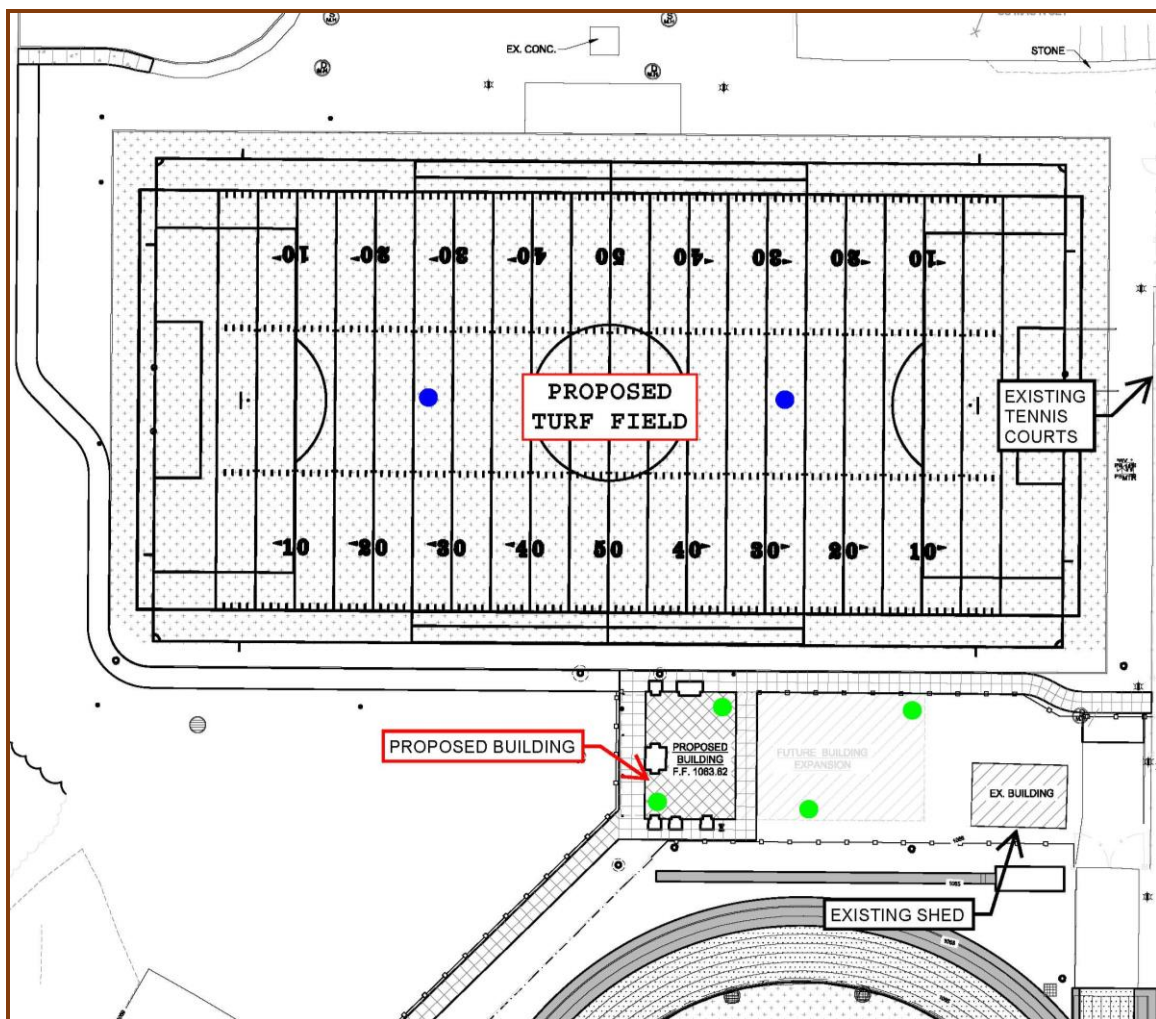 S
M.H
S
M.H
EX. CONC.
STONE
D
M.H
D
M.H
10 20 30 40 50 40 30 20 10
PROPOSED
TURF FIELD
EXISTING
TENNIS
COURTS
10 20 30 40 50 40 30 20 10
PROPOSED BUILDING
PROPOSED
BUILDING
F.F. 1083.62
FUTURE BUILDING
EXPANSION
EX. BUILDING
EXISTING SHED